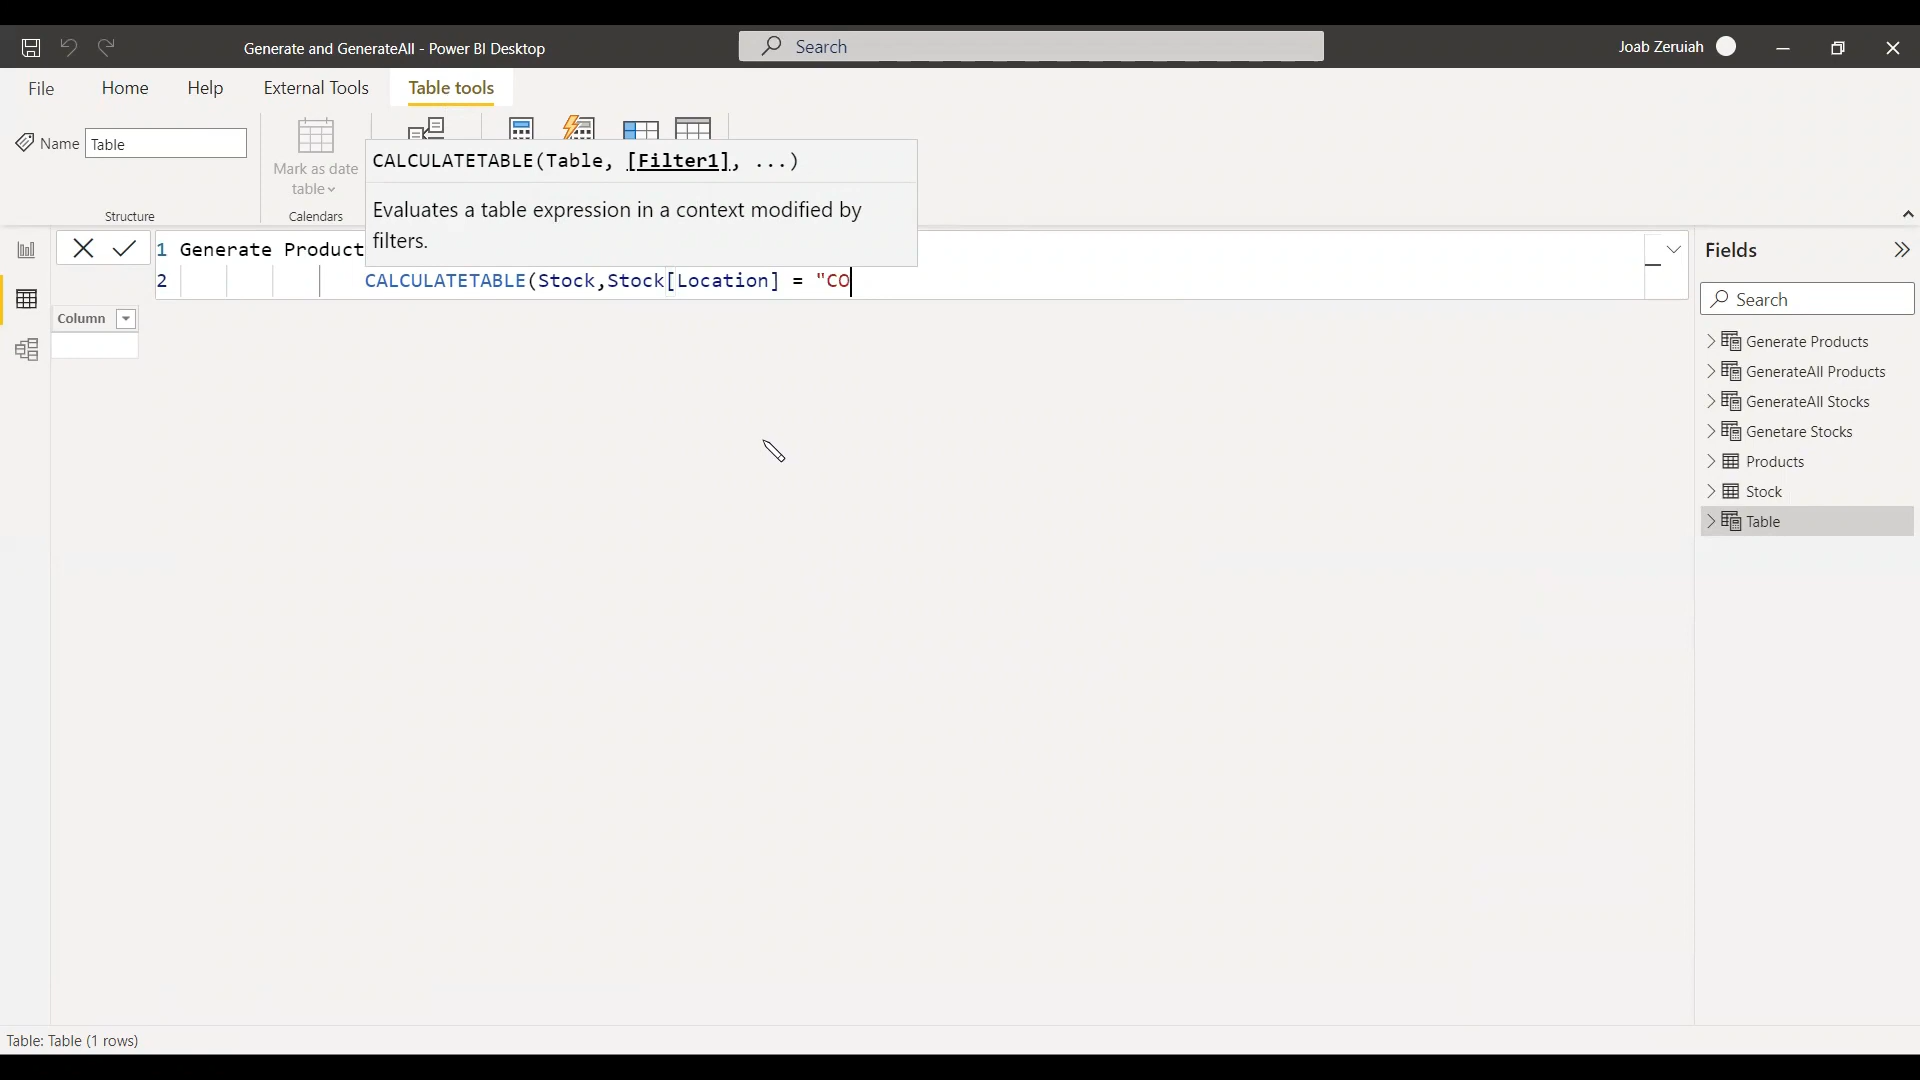 Generate and GenerateAll - Power BI Desktop
Search
Joab Zeruiah
File
Home
Help
External Tools
Table tools
Name
Table
Mark as date
table
Structure
Calendars
CALCULATETABLE(Table, [Filter1], ...)
Evaluates a table expression in a context modified by
filters.
1 Generate Product
2 CALCULATETABLE(Stock,Stock[Location] = "CO
Column
Fields
Search
Generate Products
GenerateAll Products
GenerateAll Stocks
Genetare Stocks
Products
Stock
Table
Table: Table (1 rows)